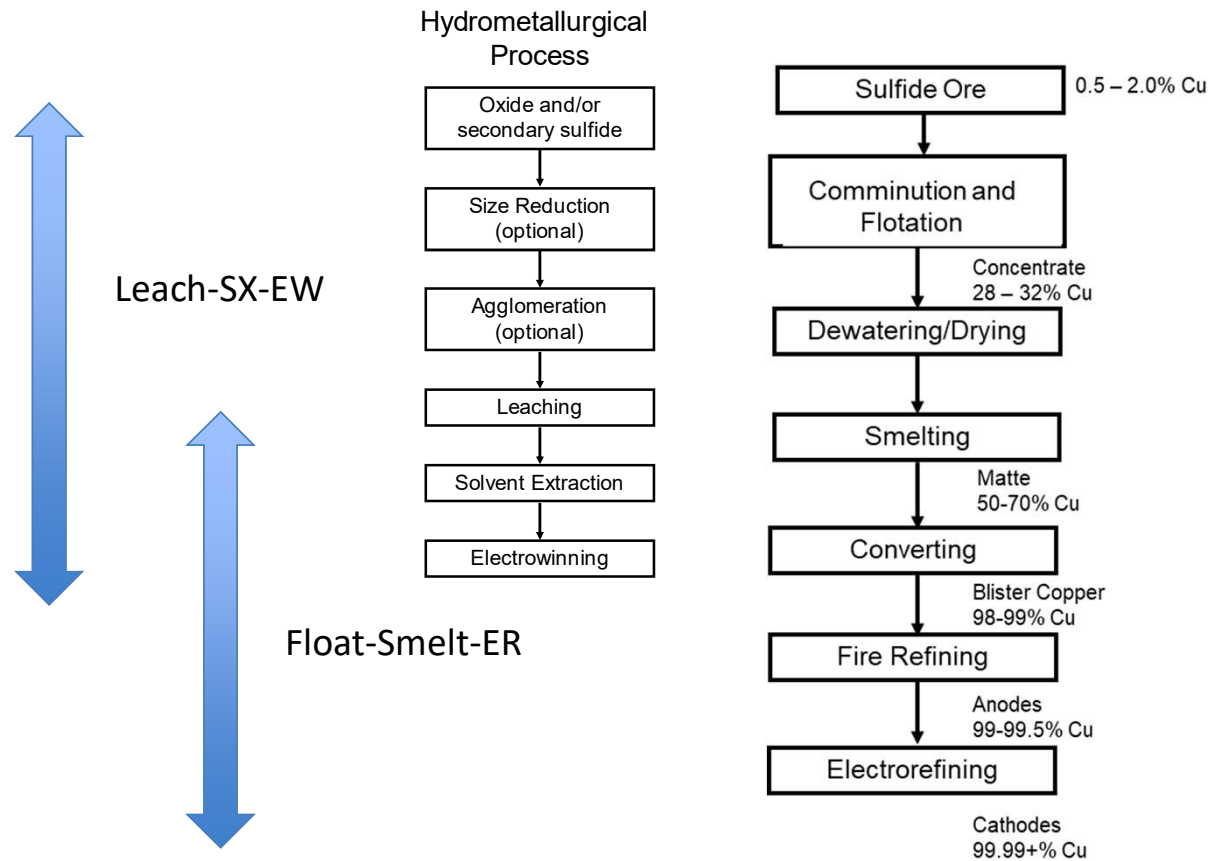 Hydrometallurgical
Process
Oxide and/or
secondary sulfide
Size Reduction
(optional)
Agglomeration
(optional)
Leaching
Solvent Extraction
Electrowinning
Leach-SX-EW
Float-Smelt-ER
Sulfide Ore
0.5 – 2.0% Cu
Comminution and
Flotation
Concentrate
28 – 32% Cu
Dewatering/Drying
Smelting
Matte
50-70% Cu
Converting
Blister Copper
98-99% Cu
Fire Refining
Anodes
99-99.5% Cu
Electrorefining
Cathodes
99.99+% Cu